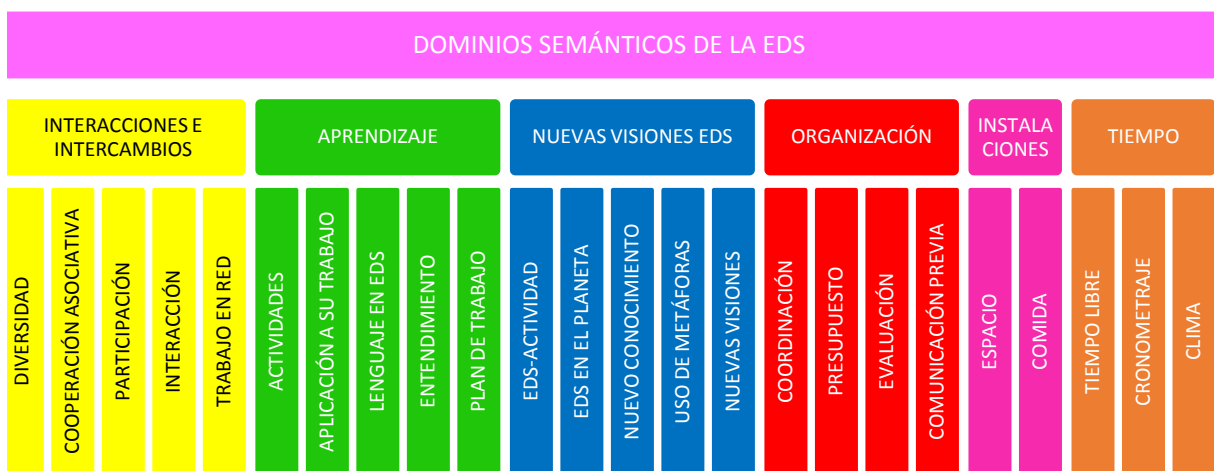 DOMINIOS SEMÁNTICOS DE LA EDS
INTERACCIONES E
INTERCAMBIOS
APRENDIZAJE
NUEVAS VISIONES EDS
ORGANIZACIÓN
INSTALA
CIONES
TIEMPO
DIVERSIDAD
COOPERACIÓN ASOCIATIVA
PARTICIPACIÓN
INTERACCIÓN
TRABAJO EN RED
ACTIVIDADES
APLICACIÓN A SU TRABAJO
LENGUAJE EN EDS
ENTENDIMIENTO
PLAN DE TRABAJO
EDS-ACTIVIDAD
EDS EN EL PLANETA
NUEVO CONOCIMIENTO
USO DE METÁFORAS
NUEVAS VISIONES
COORDINACIÓN
PRESUPUESTO
EVALUACIÓN
COMUNICACIÓN PREVIA
ESPACIO
COMIDA
TIEMPO LIBRE
CRONOMETRAJE
CLIMA